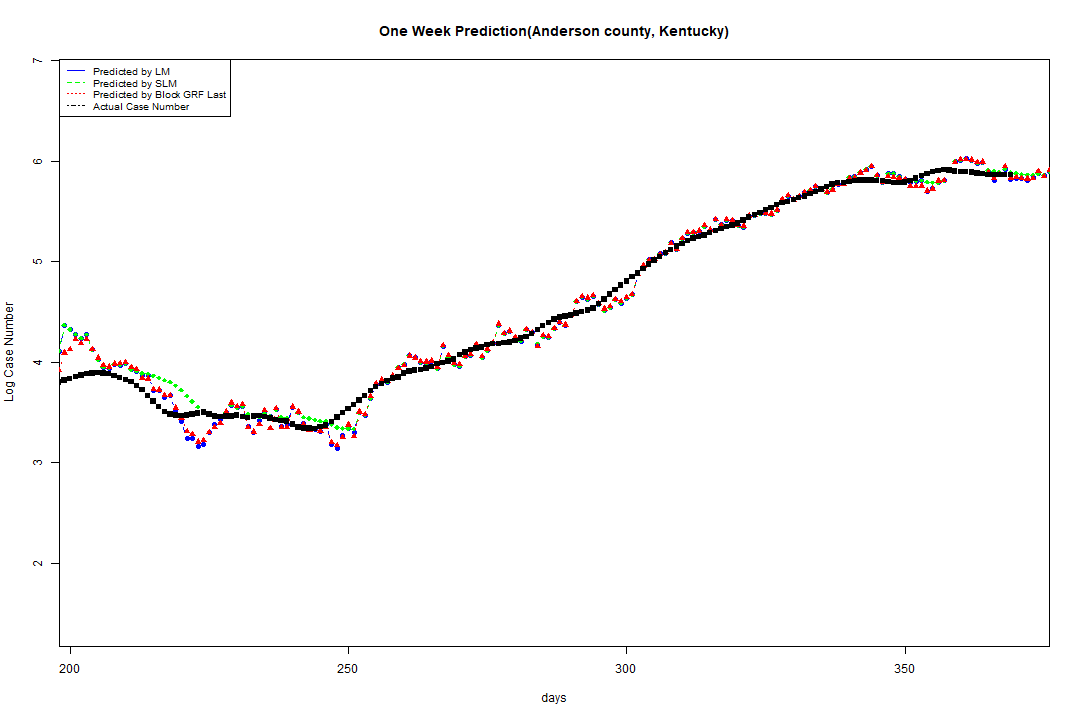 One Week Prediction(Anderson county, Kentucky)
7
Predicted by LM
Predicted by SLM
Predicted by Block GRF Last
Actual Case Number
6
5
4
3
2
Log Case Number
200
250
300
350
days